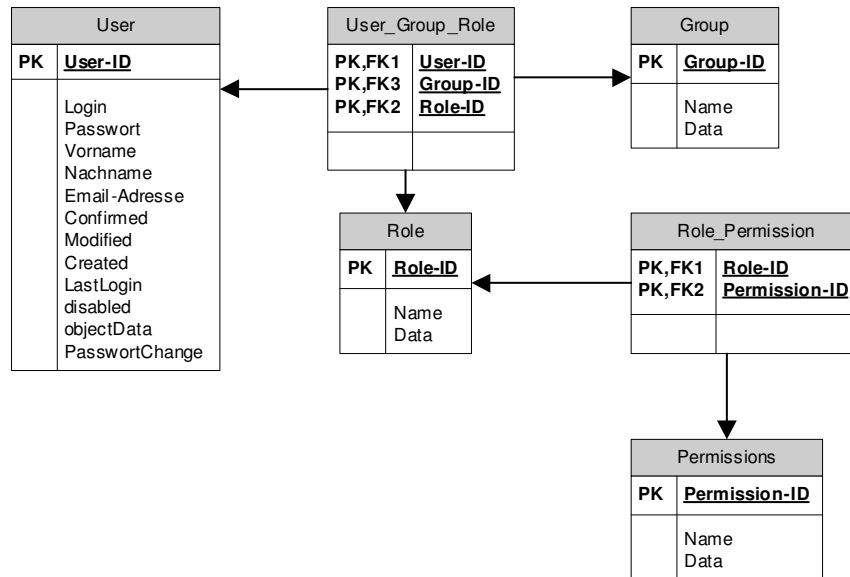 User
PK User-ID
Login
Passwort
Vorname
Nachname
Email-Adresse
Confirmed
Modified
Created
LastLogin
disabled
objectData
PasswortChange
User_Group_Role
PK,FK1 User-ID
PK,FK3 Group-ID
PK,FK2 Role-ID
Group
PK Group-ID
Name
Data
Role
PK Role-ID
Name
Data
Role_Permission
PK,FK1 Role-ID
PK,FK2 Permission-ID
Permissions
PK Permission-ID
Name
Data